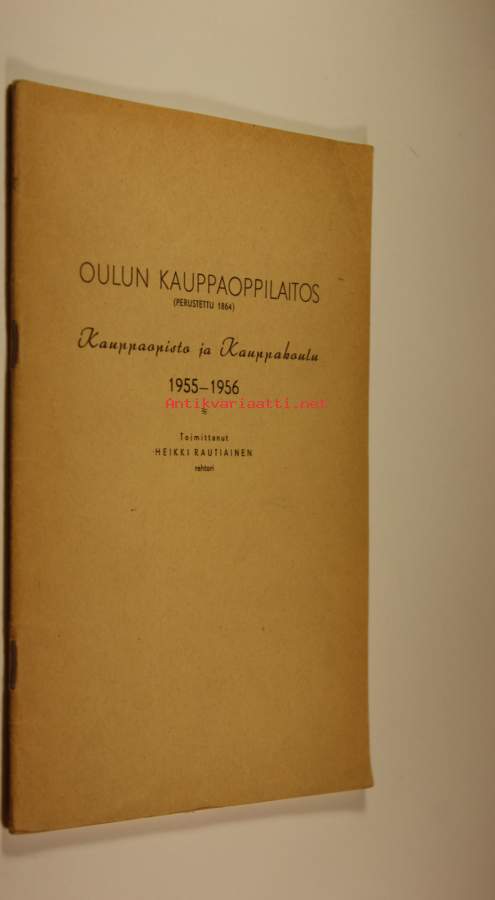 OULUN KAUPPAOPPILAITOS
(PERUSTETTU 1864)
Kauppaopisto ja Kauppakoulu
1955–1956
Antikvariaatti.net
Toimittanut
HEIKKI RAUTIAINEN
rehtori